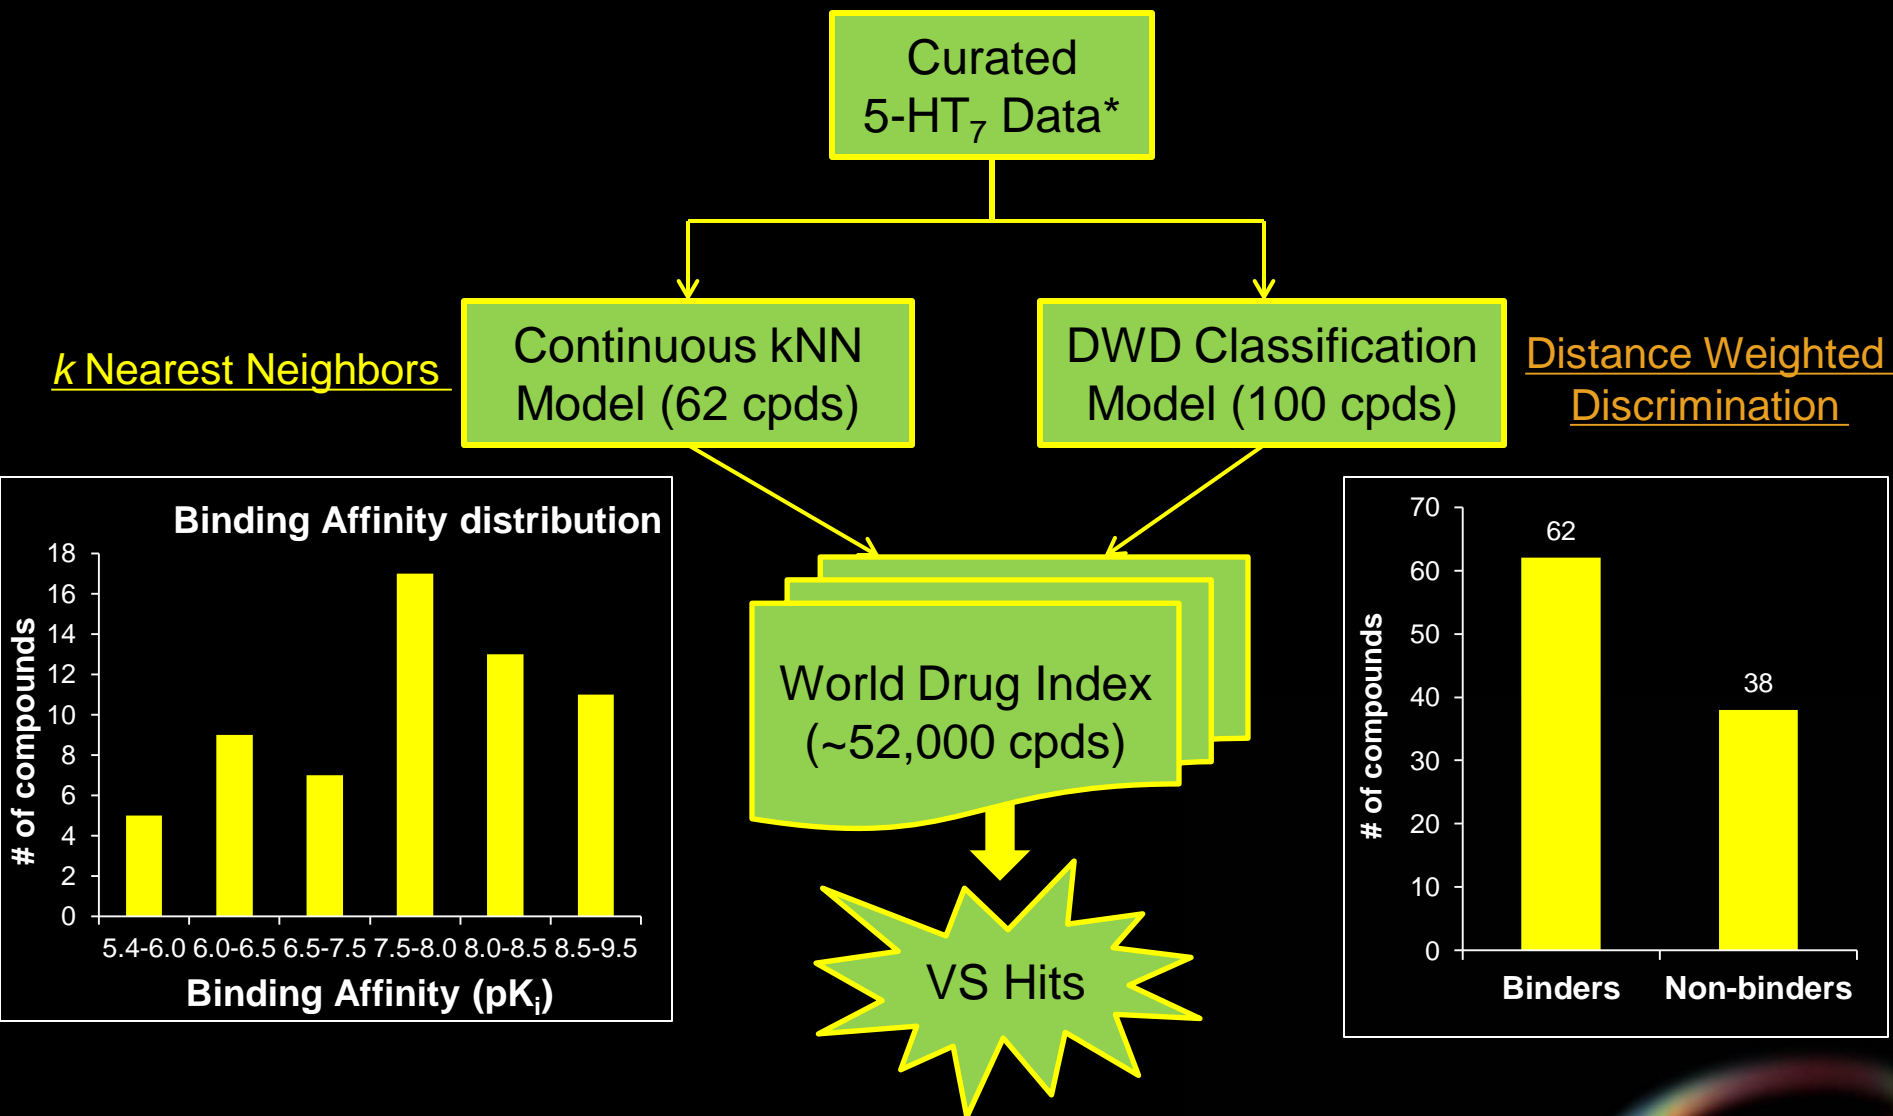 Curated
5-HT7 Data*
k Nearest Neighbors
Continuous kNN
Model (62 cpds)
DWD Classification
Model (100 cpds)
Distance Weighted
Discrimination
Binding Affinity distribution
# of compounds
18
16
14
12
10
8
6
4
2
0
5.4-6.0 6.0-6.5 6.5-7.5 7.5-8.0 8.0-8.5 8.5-9.5
Binding Affinity (pKi)
World Drug Index
(~52,000 cpds)
VS Hits
# of compounds
70
60
50
40
30
20
10
0
62
38
Binders Non-binders